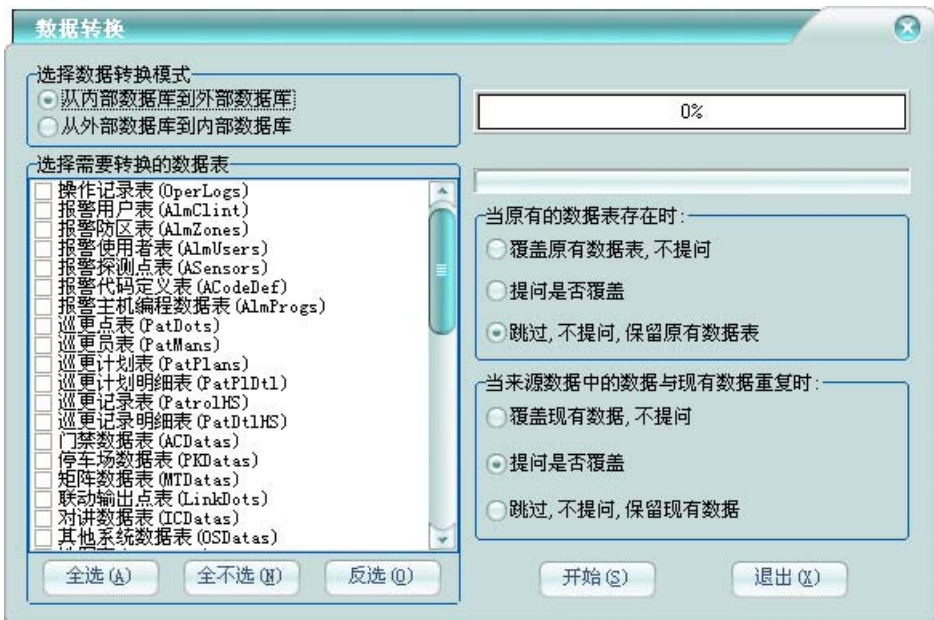 数据转换
选择数据转换模式
从内部数据库到外部数据库
从外部数据库到内部数据库
选择需要转换的数据表
操作记录表(OperLogs)
报警用户表(AlmClint)
报警防区表(AlmZones)
报警使用者表(AlmUsers)
报警探测点表(ASensors)
报警代码定义表(ACodeDef)
报警主机编程数据表(AlmProgs)
巡更点表(PatDots)
巡更员表(PatMans)
巡更计划表(PatPlans)
巡更计划明细表(PatPlDtl)
巡更记录表(PatrolHS)
巡更记录明细表(PatDtlHS)
门禁数据表(ACDatas)
停车场数据表(PKDatas)
矩阵数据表(MTDatas)
联动输出点表(LinkDots)
对讲数据表(ICDatas)
其他系统数据表(OSDatas)
全选(A)
全不选(N)
反选(O)
0%
当原有的数据表存在时:
覆盖原有数据表,不提问
提问是否覆盖
跳过,不提问,保留原有数据表
当来源数据中的数据与现有数据重复时:
覆盖现有数据,不提问
提问是否覆盖
跳过,不提问,保留现有数据
开始(S)
退出(X)